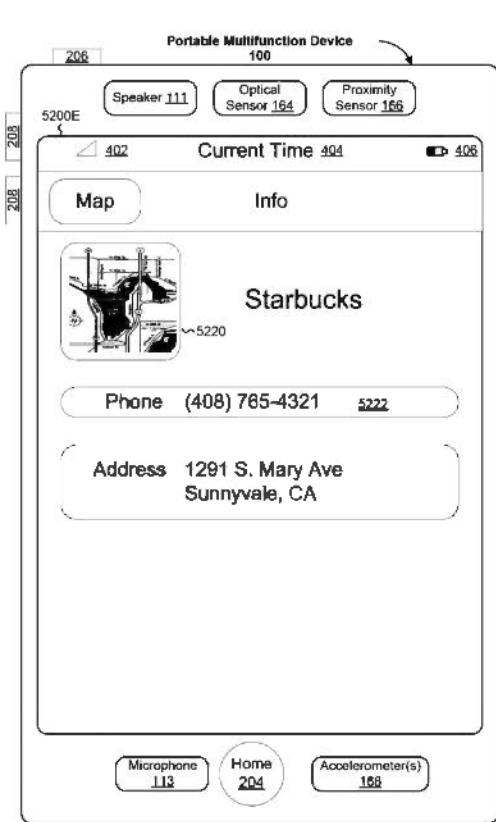 Portable Multifunction Device
100
206
Speaker 111
Optical
Sensor 164
Proximity
Sensor 166
5200E
208
402
Current Time 404
406
208
Map
Info
Starbucks
5220
Phone (408) 765-4321 5222
Address 1291 S. Mary Ave
Sunnyvale, CA
Microphone
113
Home
204
Accelerometer(s)
168